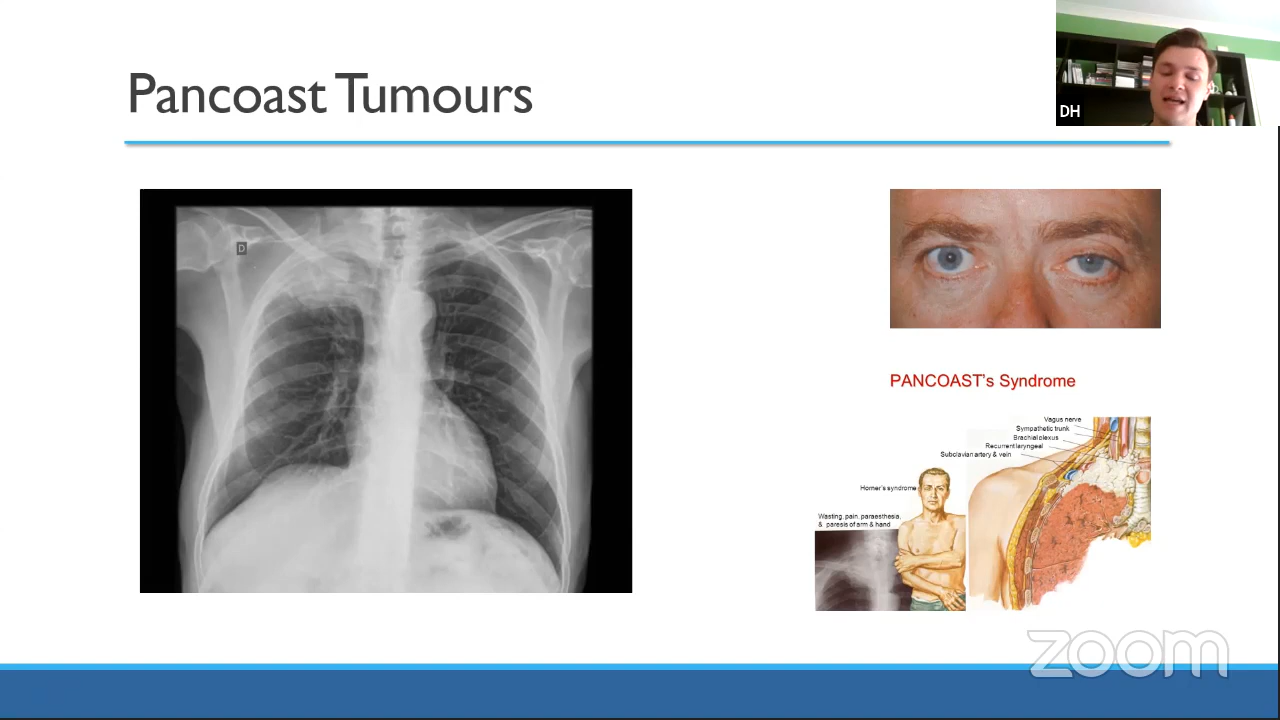 Pancoast Tumours
DH
D
PANCOAST's Syndrome
Vagus nerve
Sympathetic trunk
Brachial plexus
Recurrent laryngeal
Subclavian artery & vein
Horner's syndrome
Wasting, pain, paraesthesia,
& paresis of arm & hand
zoom